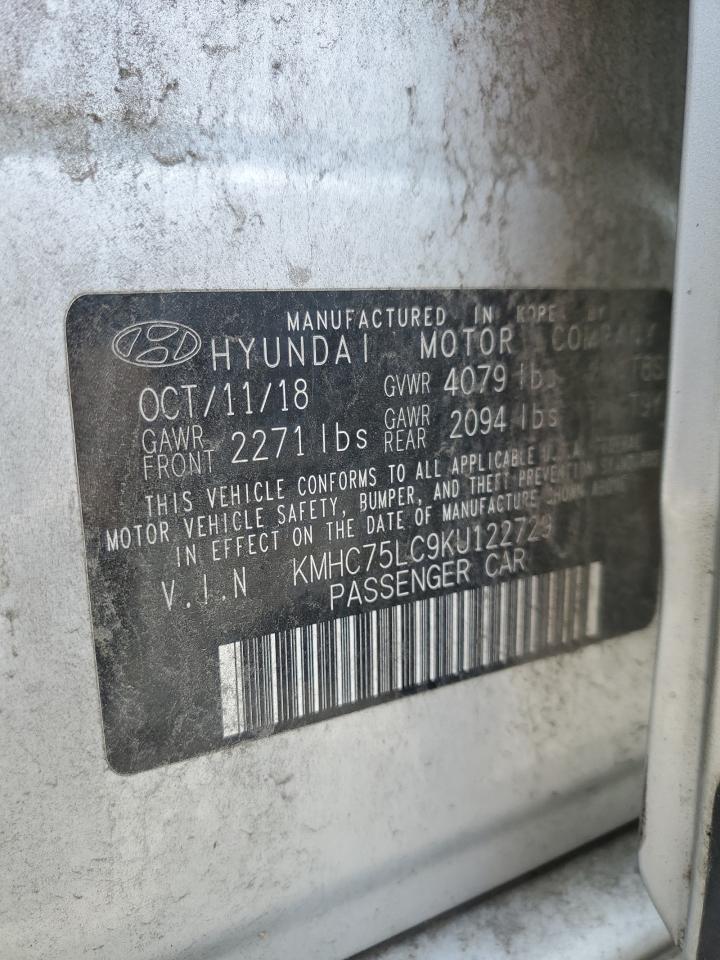 MANUFACTURED IN KOREA BY
HYUNDAI MOTOR COMPANY
OCT/11/18 GVWR 4079 lbs
GAWR FRONT 2271 lbs GAWR REAR 2094 lbs
THIS VEHICLE CONFORMS TO ALL APPLICABLE U.S.A FEDERAL
MOTOR VEHICLE SAFETY, BUMPER, AND THEFT PREVENTION STANDARDS
IN EFFECT ON THE DATE OF MANUFACTURE SHOWN ABOVE.
V.I.N KMHC75LC9KU122729
PASSENGER CAR